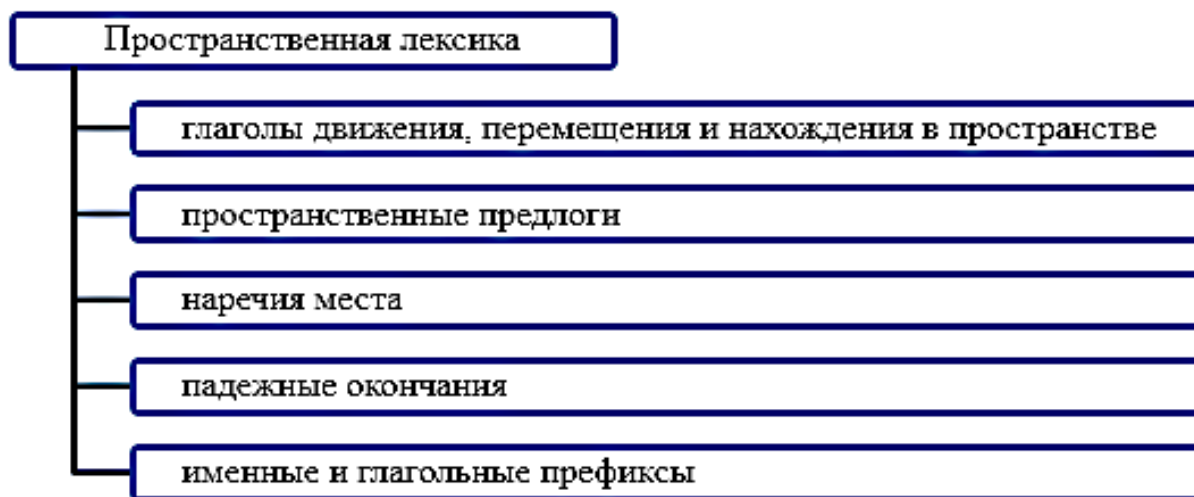 Пространственная лексика
глаголы движения, перемещения и нахождения в пространстве
пространственные предлоги
наречия места
падежные окончания
именные и глагольные префиксы